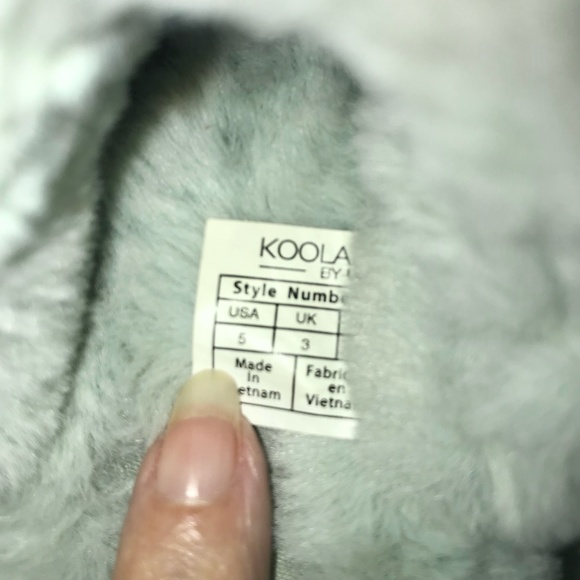 KOOLA
BY
Style Numbe
USA UK
5 3
Made Fabric
In en
etnam Vietna